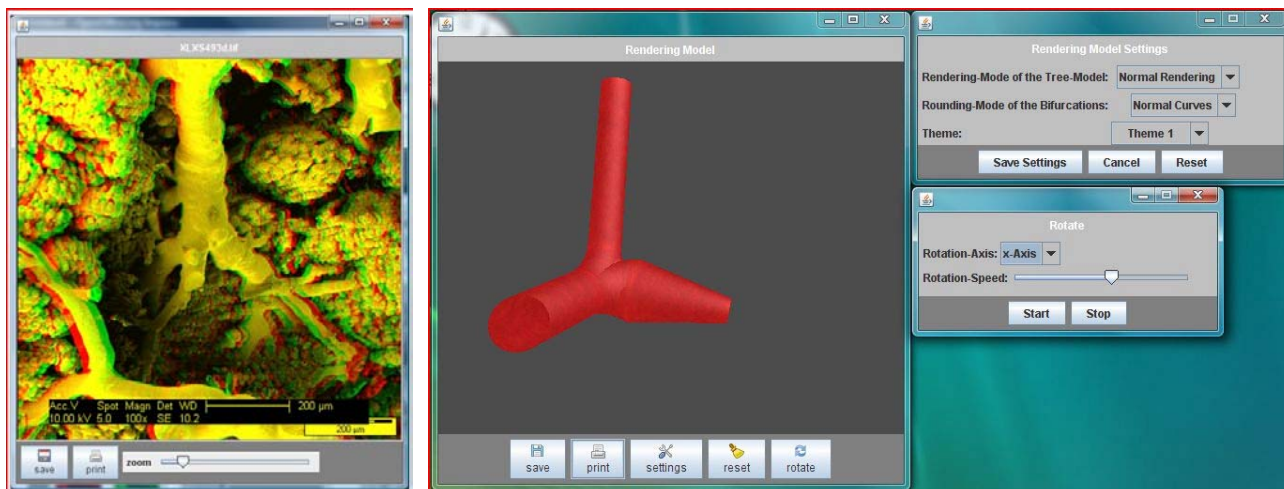 XLX5493d.tif
Acc.V Spot Magn Det WD 200 µm
10.00 kV 5.0 100x SE 10.2
200 µm
save print zoom
Rendering Model
save print settings reset rotate
Rendering Model Settings
Rendering-Mode of the Tree-Model: Normal Rendering
Rounding-Mode of the Bifurcations: Normal Curves
Theme: Theme 1
Save Settings Cancel Reset
Rotate
Rotation-Axis: x-Axis
Rotation-Speed:
Start Stop